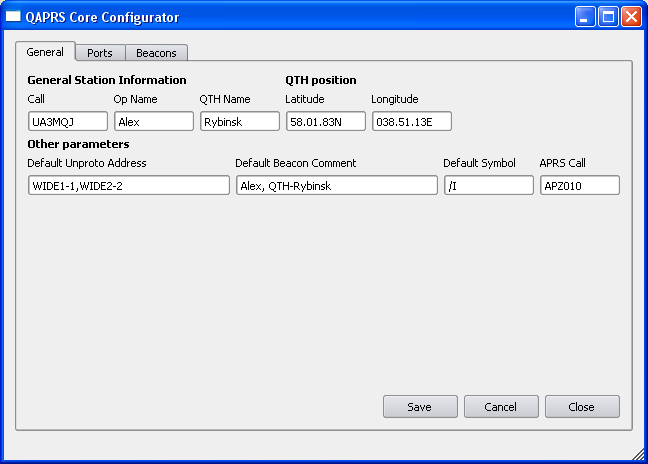 QAPRS Core Configurator
General Ports Beacons
General Station Information QTH position
Call Op Name QTH Name Latitude Longitude
UA3MQJ Alex Rybinsk 58.01.83N 038.51.13E
Other parameters
Default Unproto Address Default Beacon Comment Default Symbol APRS Call
WIDE1-1,WIDE2-2 Alex, QTH-Rybinsk /I APZ010
Save Cancel Close